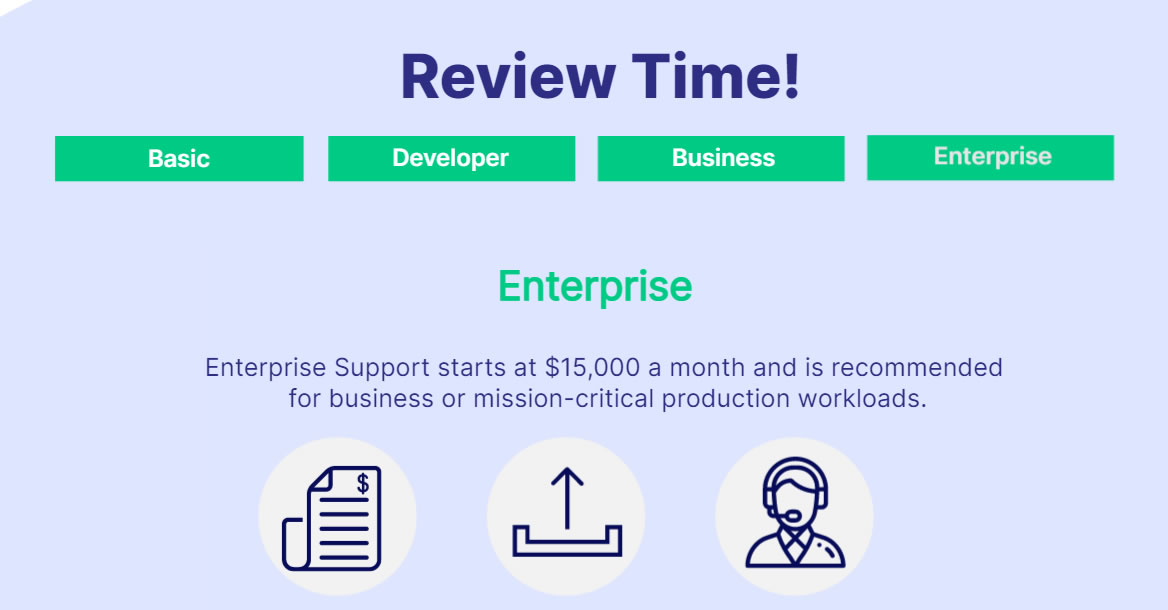 Review Time!
Basic
Developer
Business
Enterprise
Enterprise
Enterprise Support starts at $15,000 a month and is recommended
for business or mission-critical production workloads.
$